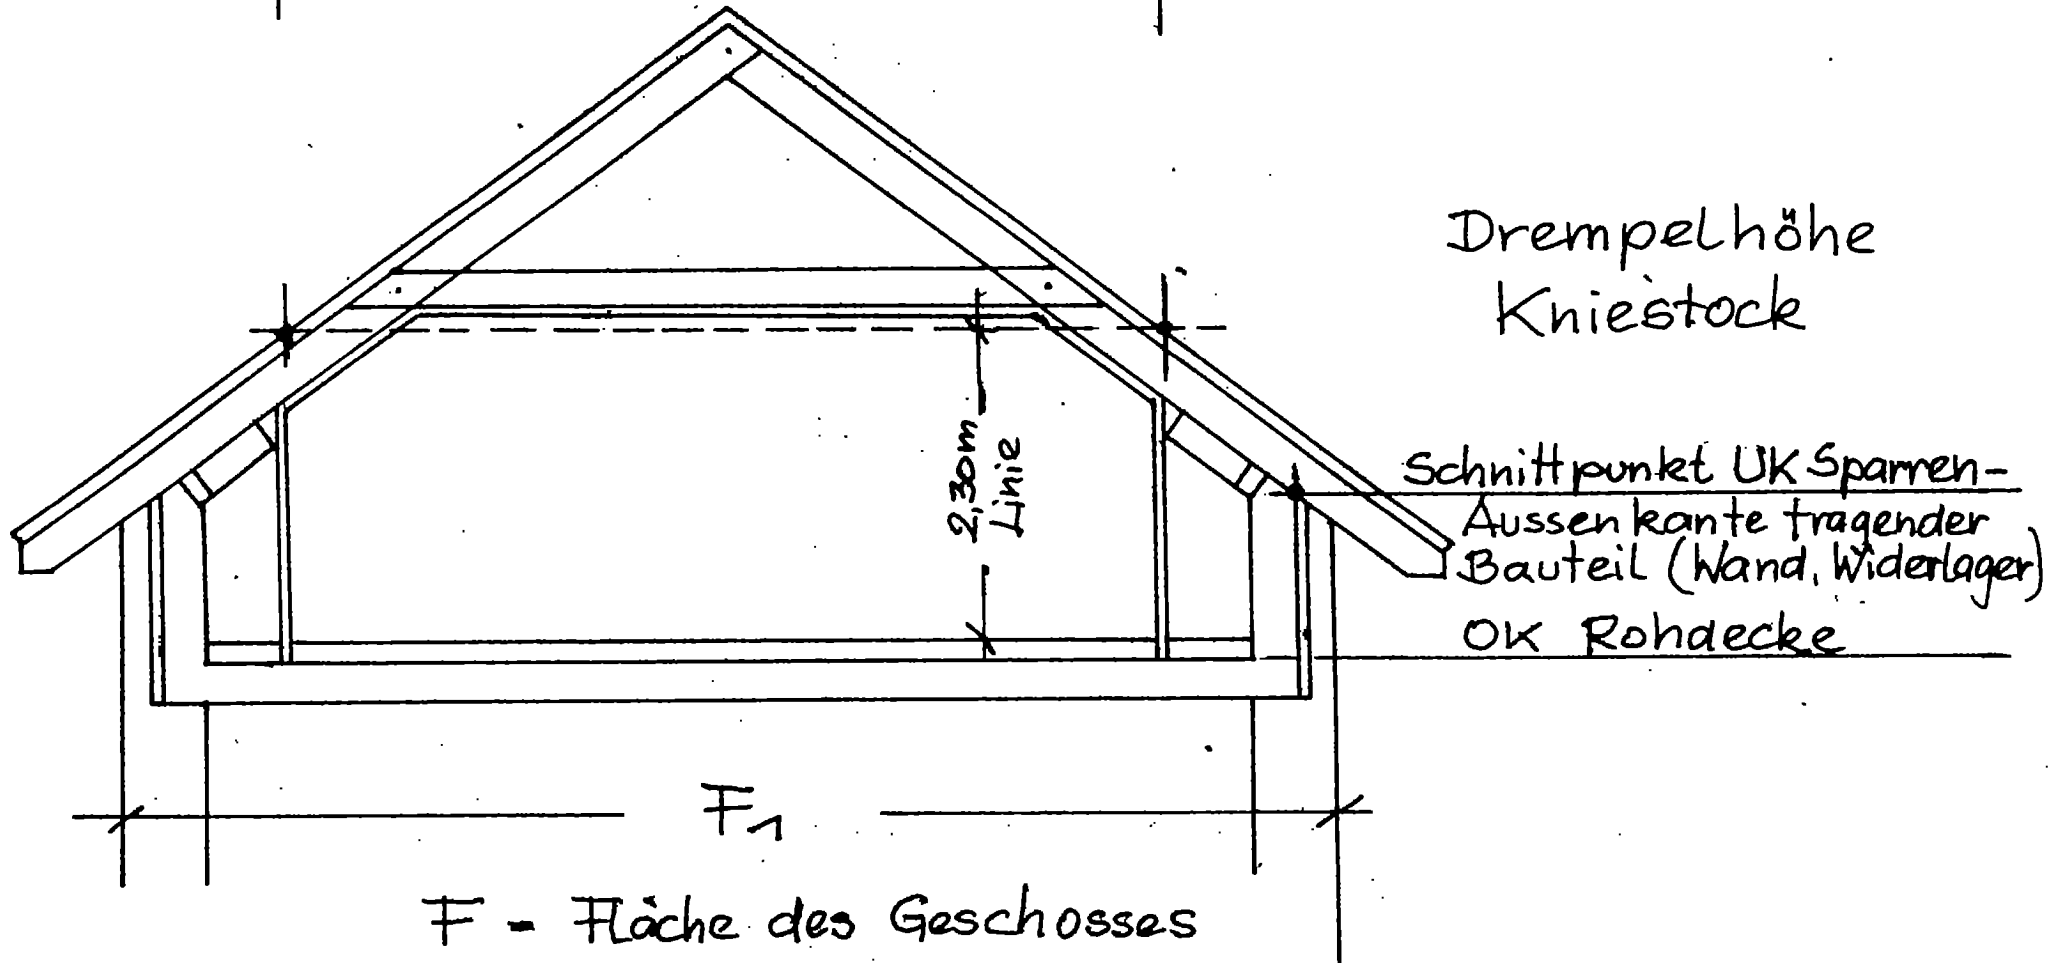 Drempelhöhe
Kniestock
2,30m
Linie
Schnittpunkt UK Sparren-
Aussenkante tragender
Bauteil (Wand, Widerlager)
OK Rohdecke
F1
F - Fläche des Geschosses